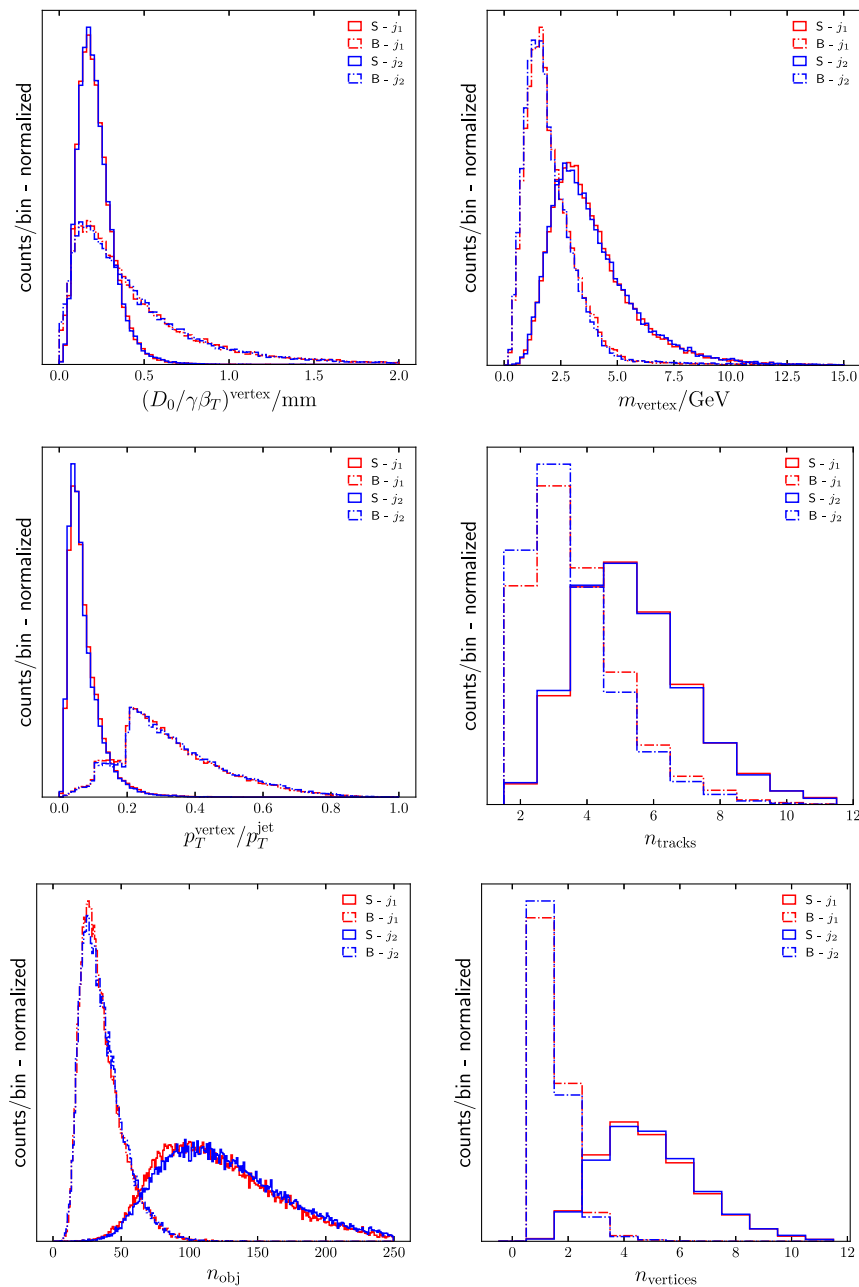 counts/bin - normalized
S - j₁
B - j₁
S - j₂
B - j₂
0.0 0.5 1.0 1.5 2.0
(D₀/γβ_T)^vertex/mm
counts/bin - normalized
S - j₁
B - j₁
S - j₂
B - j₂
0.0 2.5 5.0 7.5 10.0 12.5 15.0
m_vertex/GeV
counts/bin - normalized
S - j₁
B - j₁
S - j₂
B - j₂
0.0 0.2 0.4 0.6 0.8 1.0
p_T^vertex/p_T^jet
counts/bin - normalized
S - j₁
B - j₁
S - j₂
B - j₂
2 4 6 8 10 12
n_tracks
counts/bin - normalized
S - j₁
B - j₁
S - j₂
B - j₂
0 50 100 150 200 250
n_obj
counts/bin - normalized
S - j₁
B - j₁
S - j₂
B - j₂
0 2 4 6 8 10 12
n_vertices